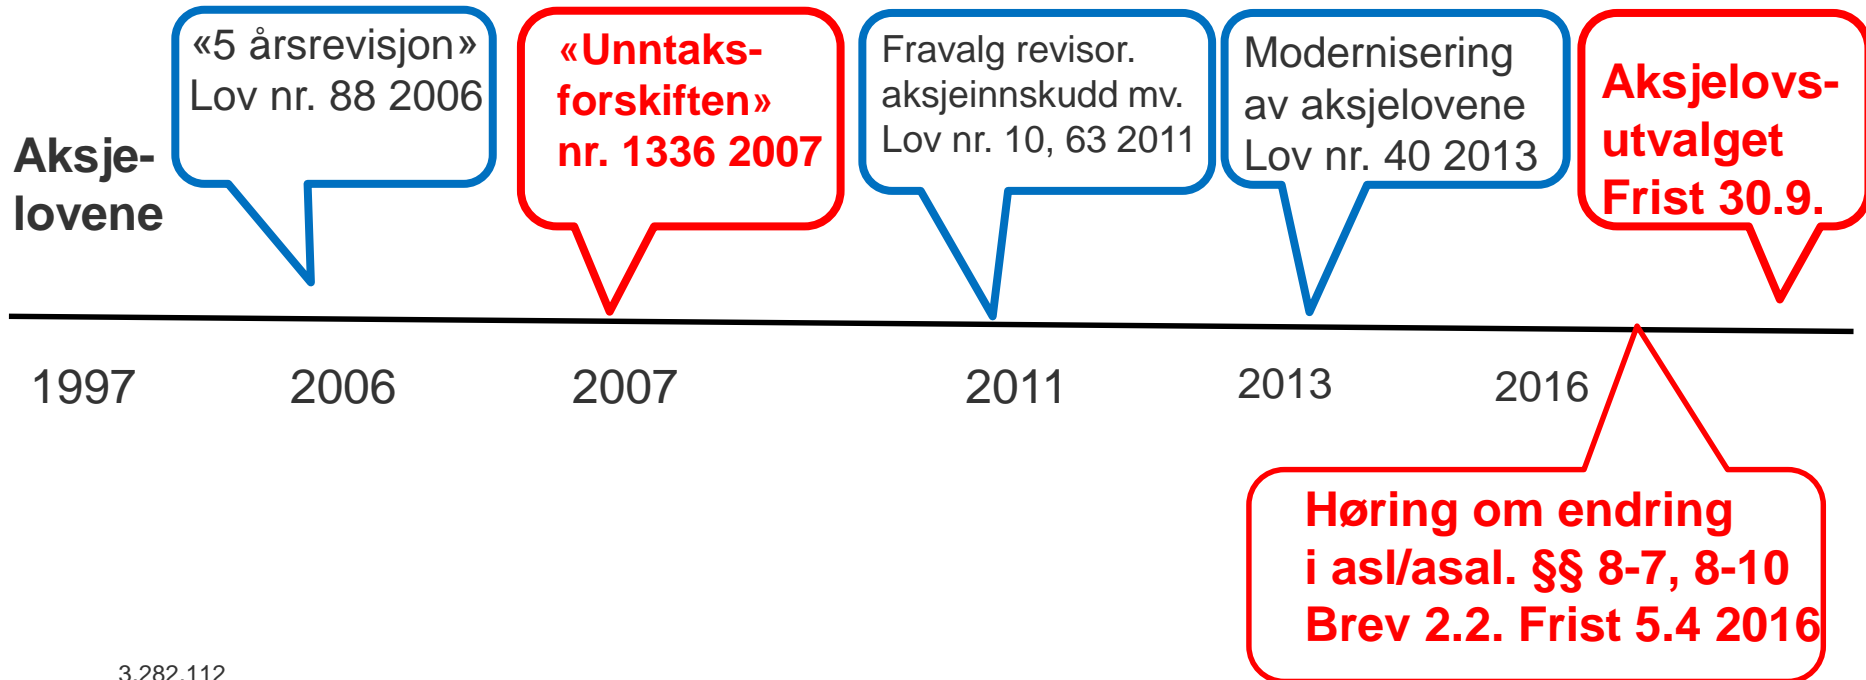 Aksje-
lovene
«5 årsrevisjon»
Lov nr. 88 2006
«Unntaks-
forskiften»
nr. 1336 2007
Fravalg revisor.
aksjeinnskudd mv.
Lov nr. 10, 63 2011
Modernisering
av aksjelovene
Lov nr. 40 2013
Aksjelovs-
utvalget
Frist 30.9.
1997
2006
2007
2011
2013
2016
Høring om endring
i asl/asal. §§ 8-7, 8-10
Brev 2.2. Frist 5.4 2016
3.282.112